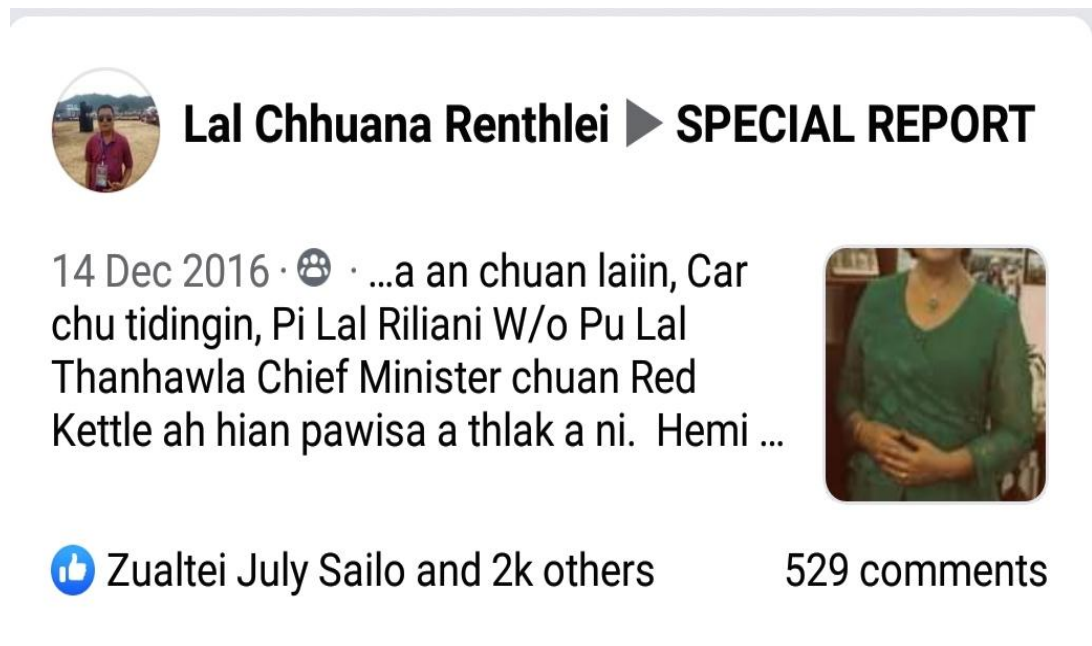 Lal Chhuana Renthlei ▶ SPECIAL REPORT
14 Dec 2016 · · ...a an chuan laiin, Car
chu tidingin, Pi Lal Riliani W/o Pu Lal
Thanhawla Chief Minister chuan Red
Kettle ah hian pawisa a thlak a ni. Hemi ...
Zualtei July Sailo and 2k others
529 comments